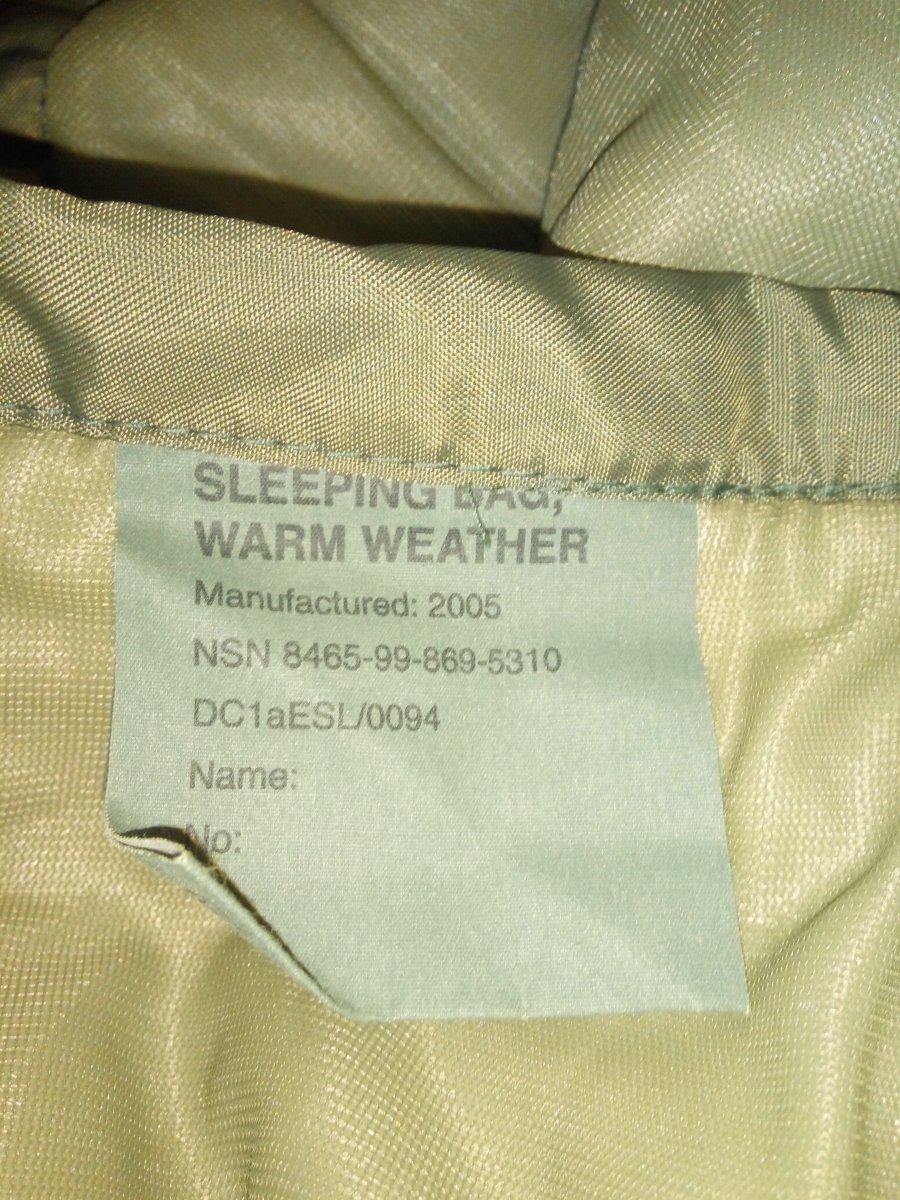 SLEEPING BAG,
WARM WEATHER
Manufactured: 2005
NSN 8465-99-869-5310
DC1aESL/0094
Name:
No: